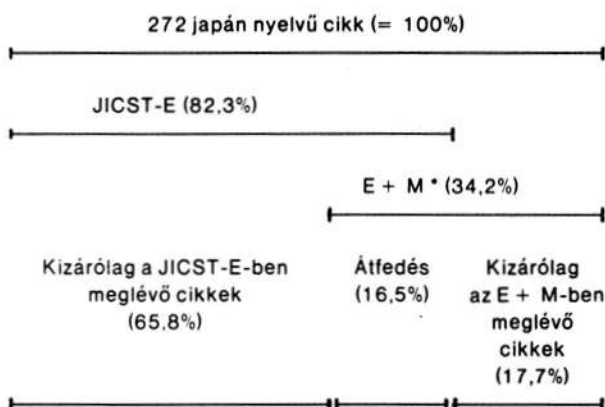 272 japán nyelvű cikk (= 100%)
JICST-E (82,3%)
E + M * (34,2%)
Kizárólag a JICST-E-ben
meglévő cikkek
(65,8%)
Átfedés
(16,5%)
Kizárólag
az E + M-ben
meglévő
cikkek
(17,7%)